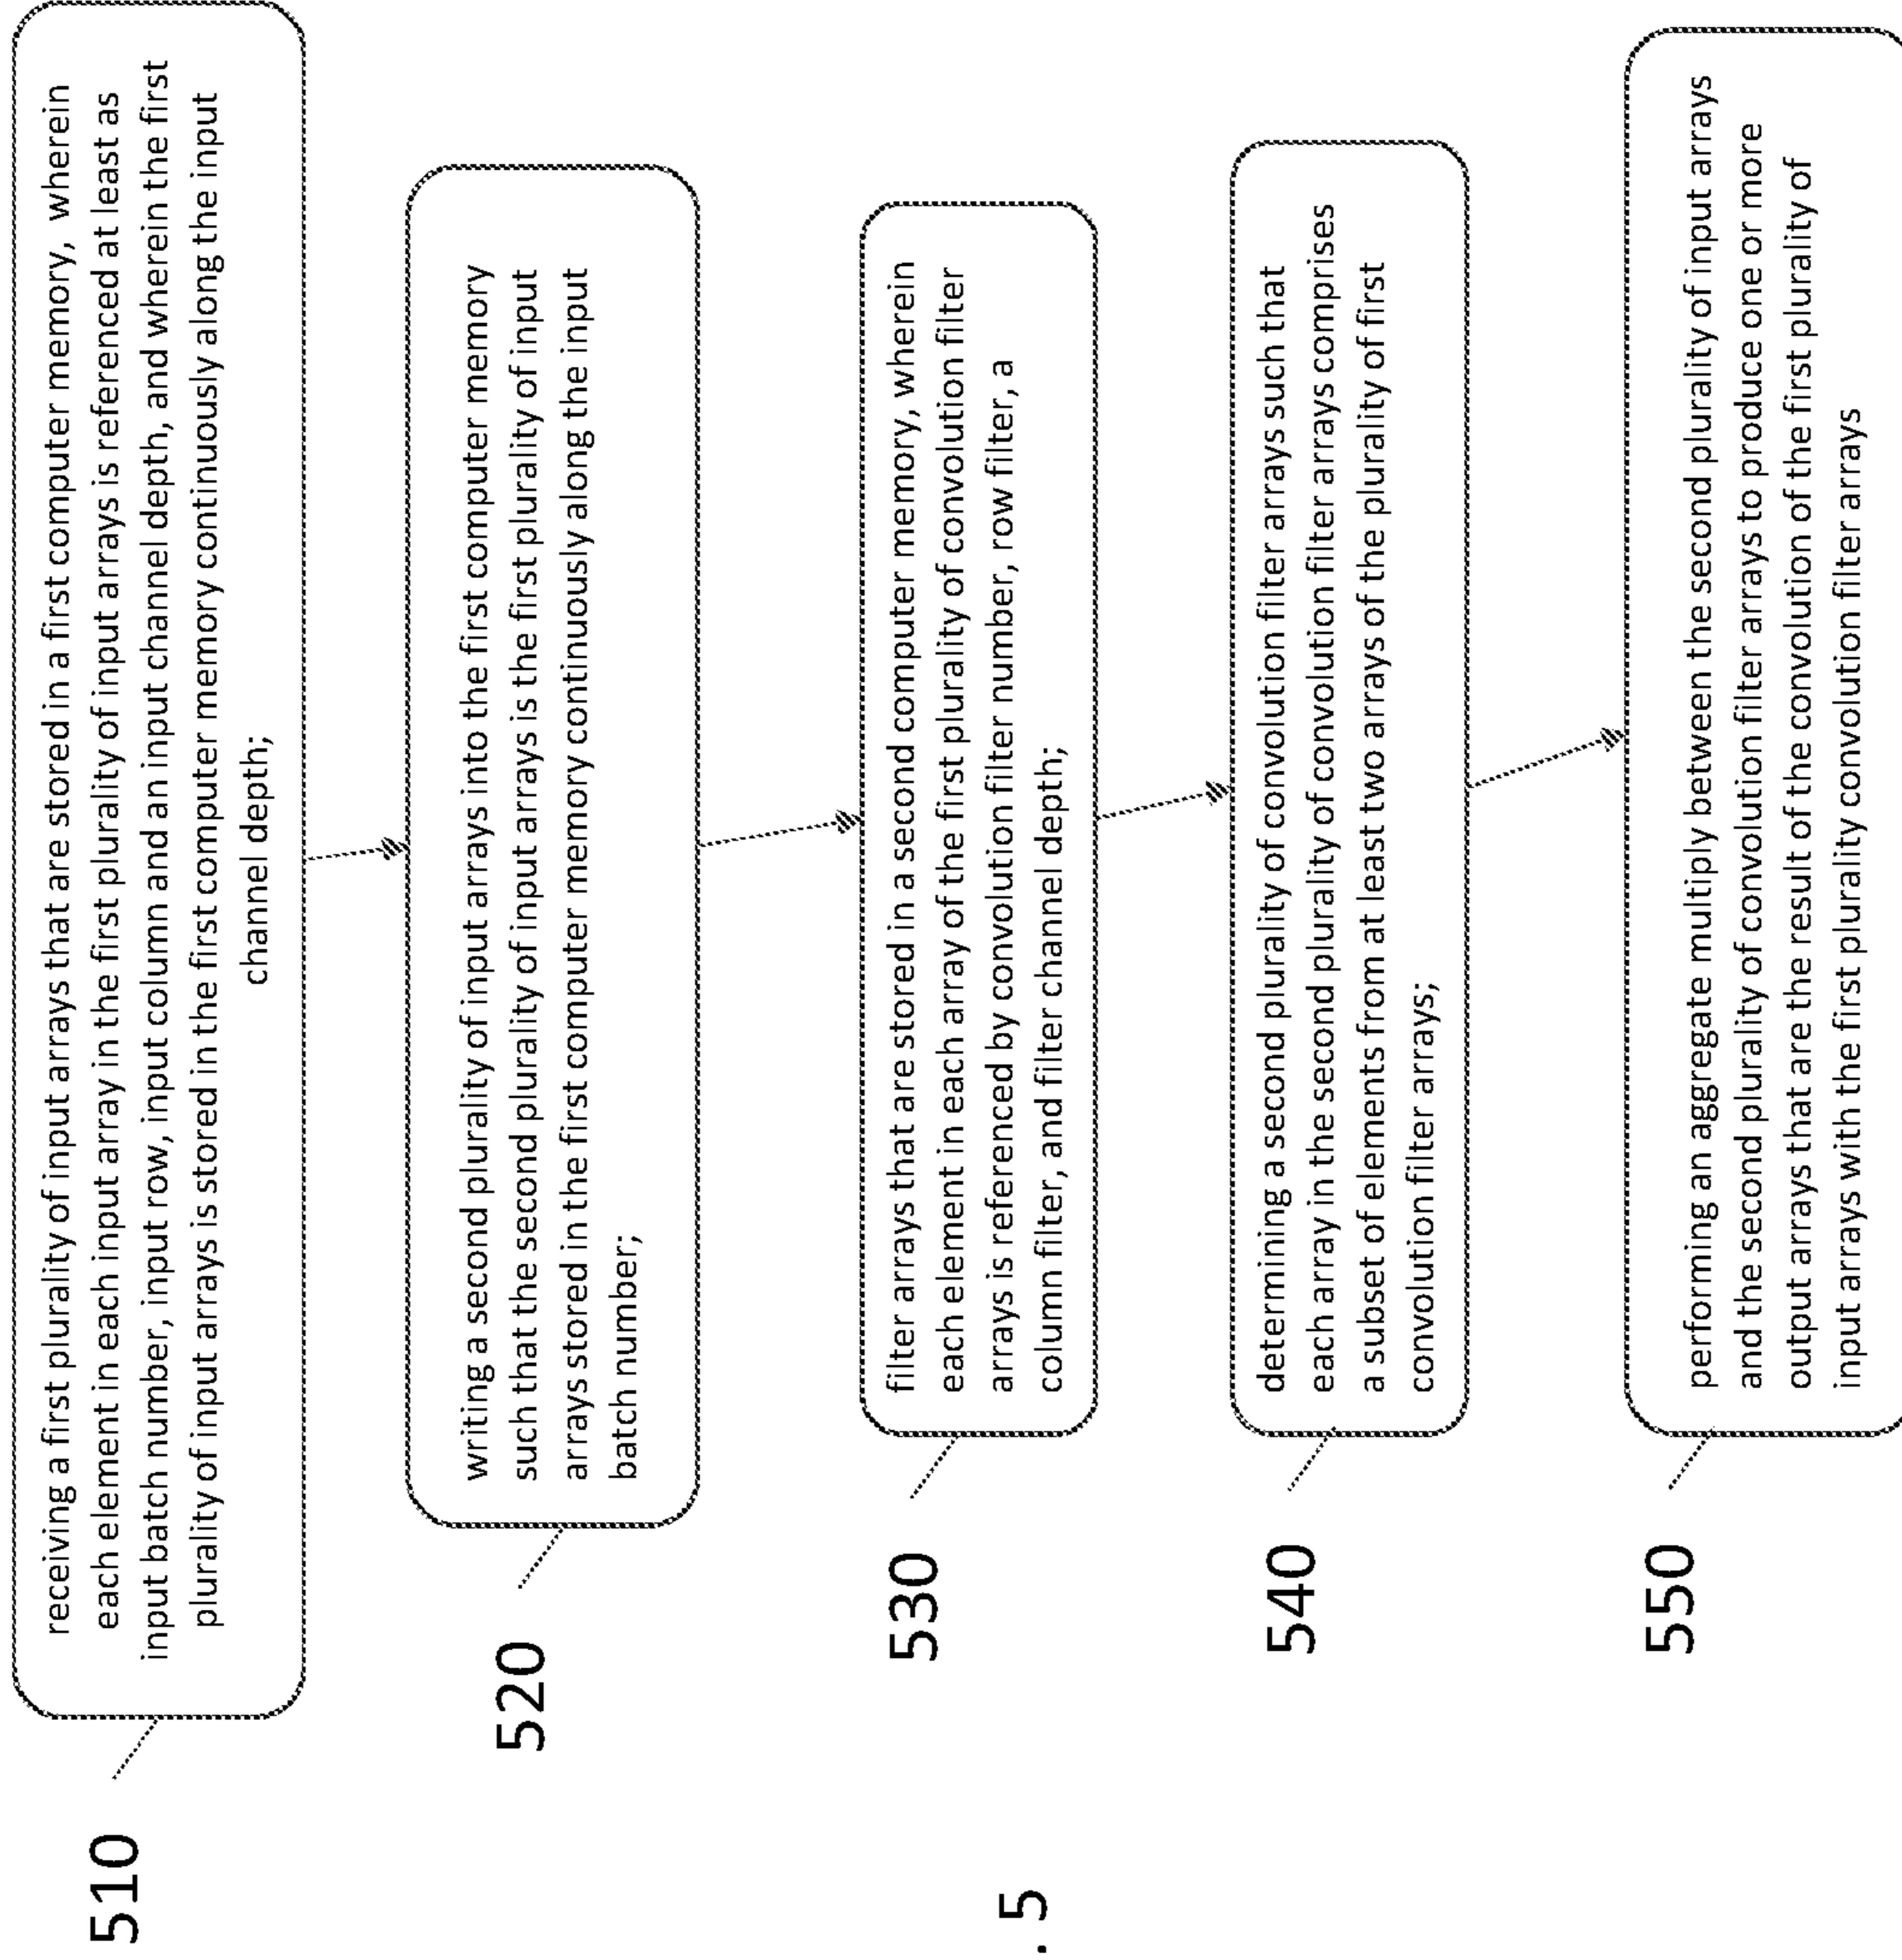 510
receiving a first plurality of input arrays that are stored in a first computer memory, wherein
each element in each input array in the first plurality of input arrays is referenced at least as
input batch number, input row, input column and an input channel depth, and wherein the first
plurality of input arrays is stored in the first computer memory continuously along the input
channel depth;
520
writing a second plurality of input arrays into the first computer memory
such that the second plurality of input arrays is the first plurality of input
arrays stored in the first computer memory continuously along the input
batch number;
530
filter arrays that are stored in a second computer memory, wherein
each element in each array of the first plurality of convolution filter
arrays is referenced by convolution filter number, row filter, a
column filter, and filter channel depth;
540
determining a second plurality of convolution filter arrays such that
each array in the second plurality of convolution filter arrays comprises
a subset of elements from at least two arrays of the plurality of first
convolution filter arrays;
550
performing an aggregate multiply between the second plurality of input arrays
and the second plurality of convolution filter arrays to produce one or more
output arrays that are the result of the convolution of the first plurality of
input arrays with the first plurality convolution filter arrays
. 5